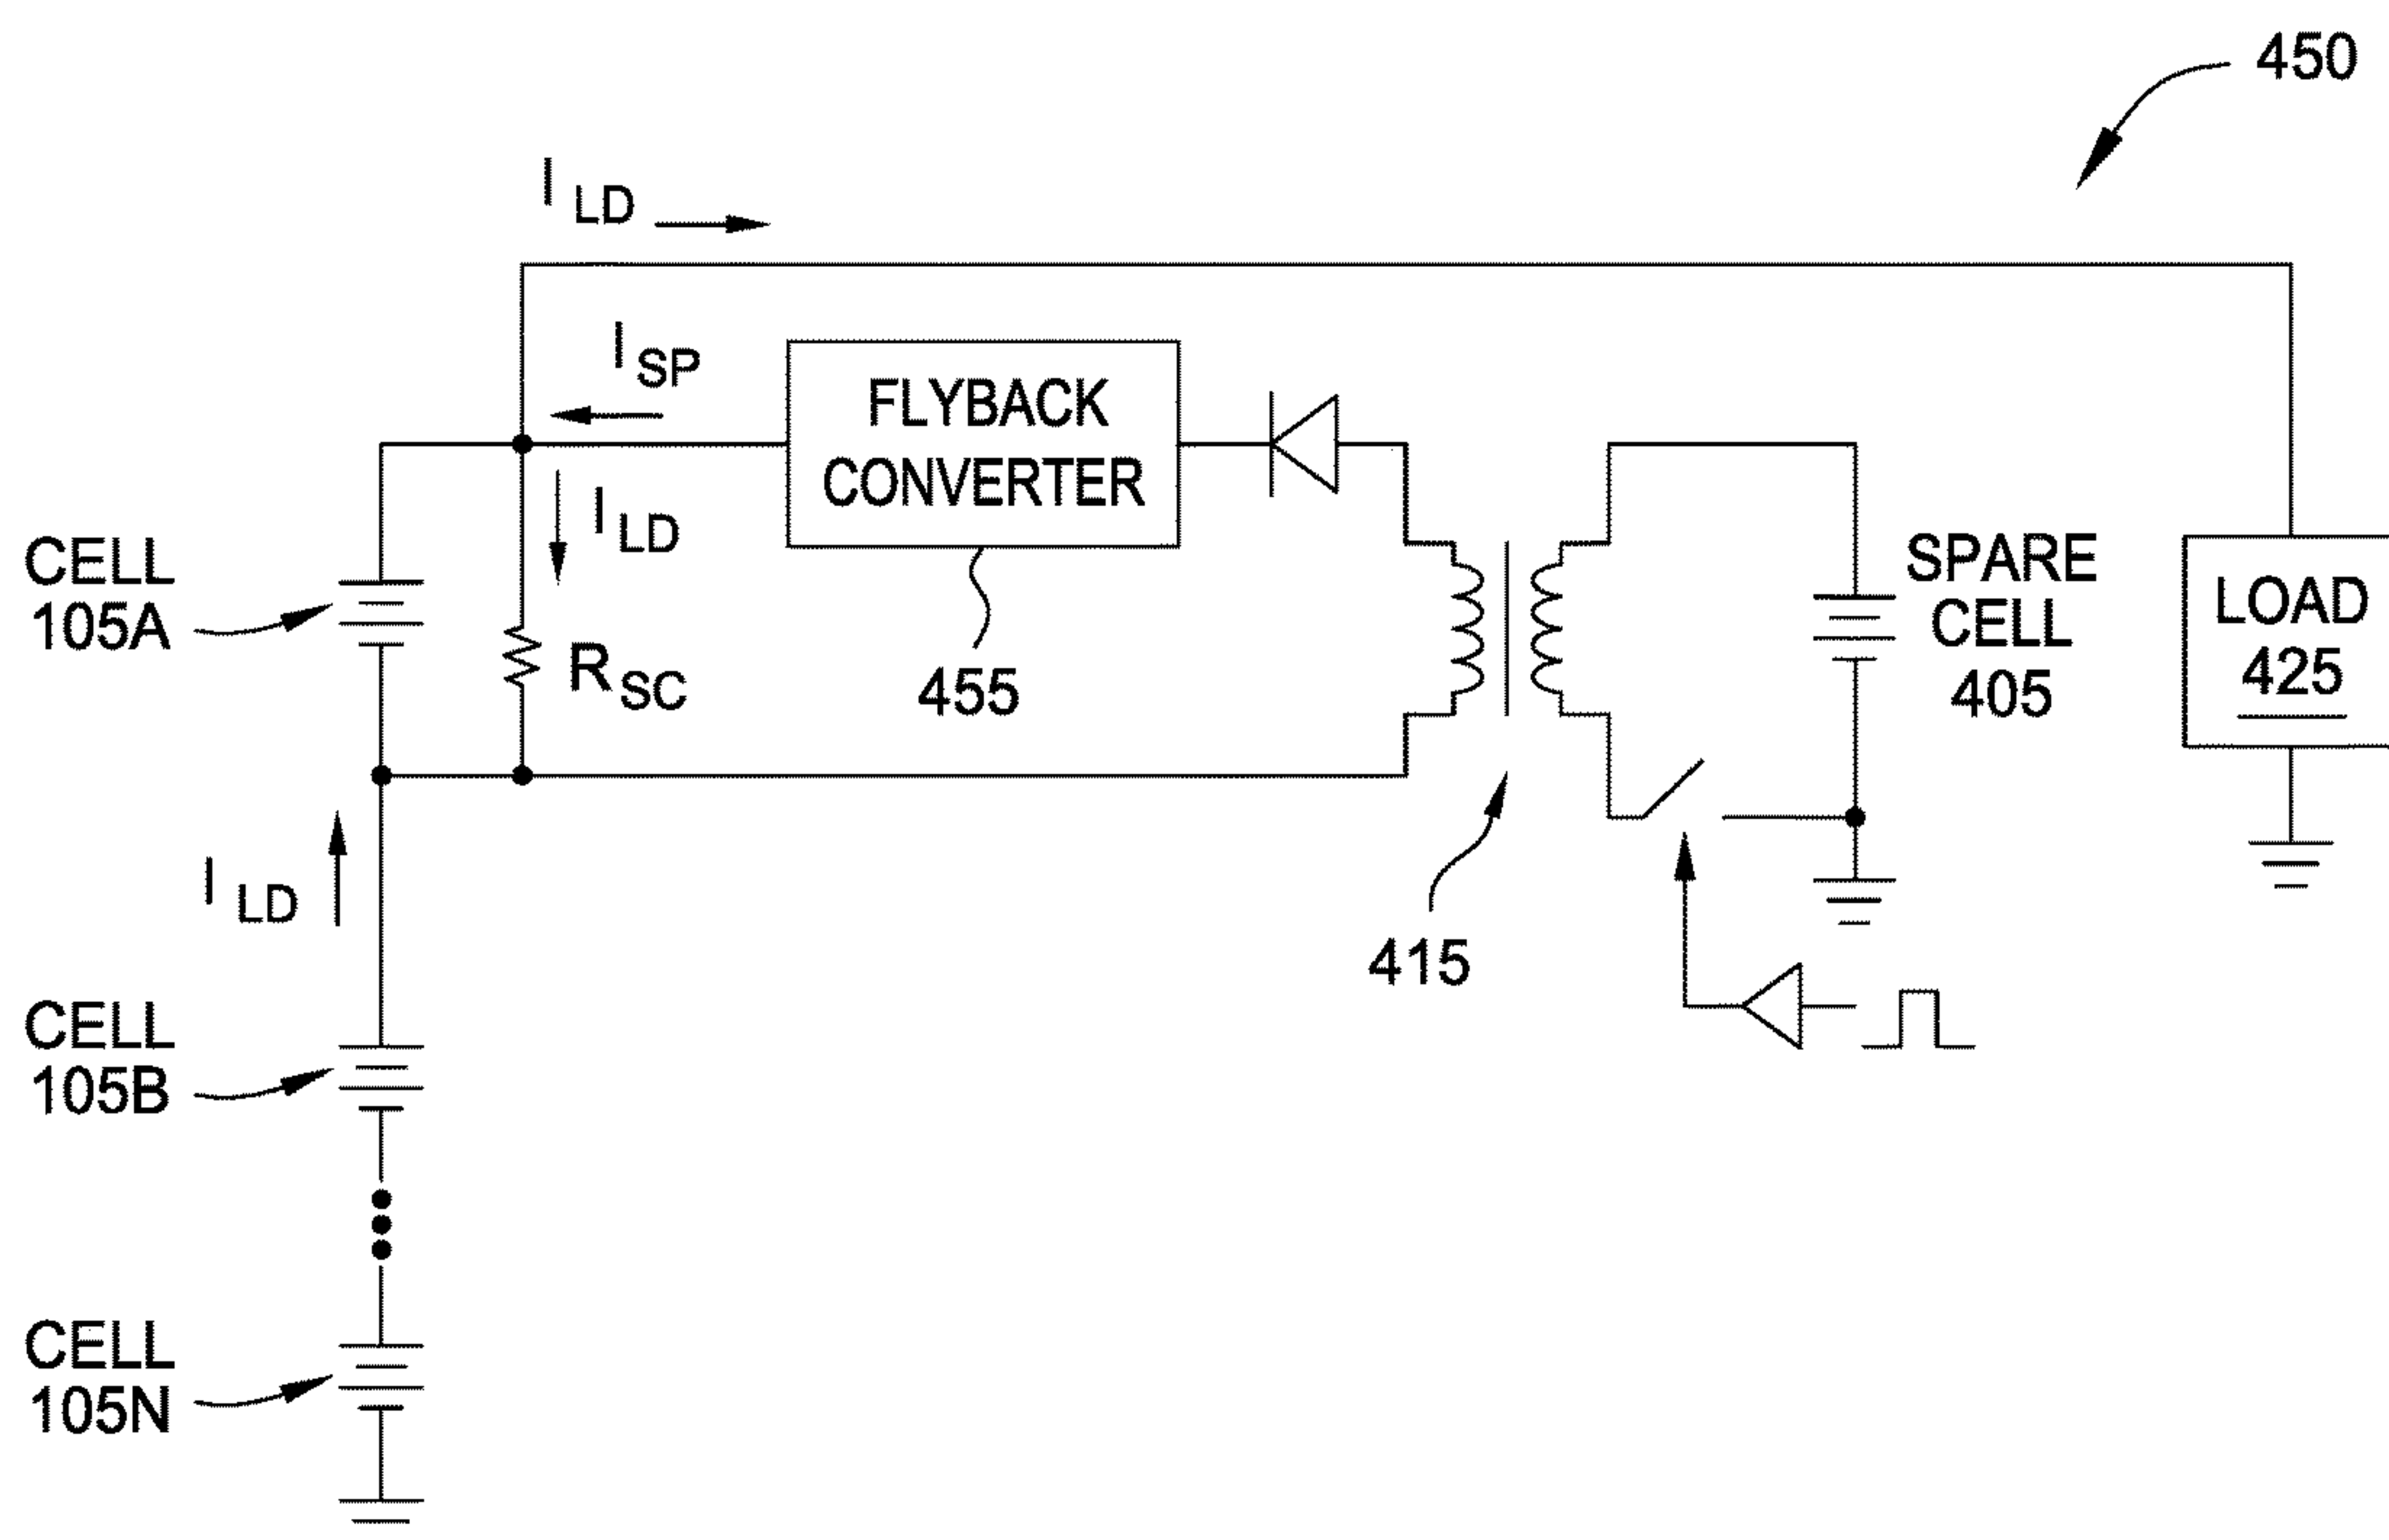 450
I LD
I SP
FLYBACK
CONVERTER
455
I LD
R SC
CELL
105A
SPARE
CELL
405
LOAD
425
415
I LD
CELL
105B
CELL
105N